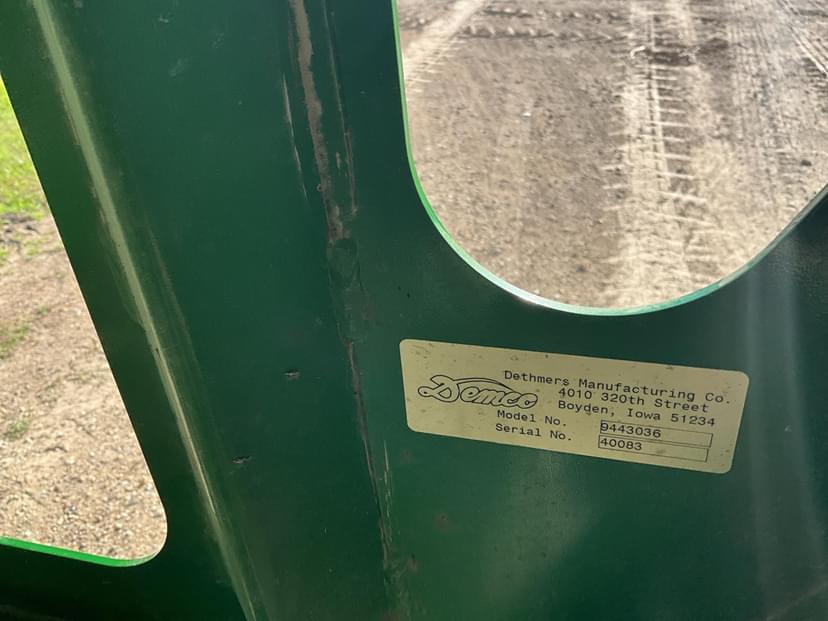 Demco
Dethmers Manufacturing Co.
4010 320th Street
Boyden, Iowa 51234
Model No. 9443036
Serial No. 40083